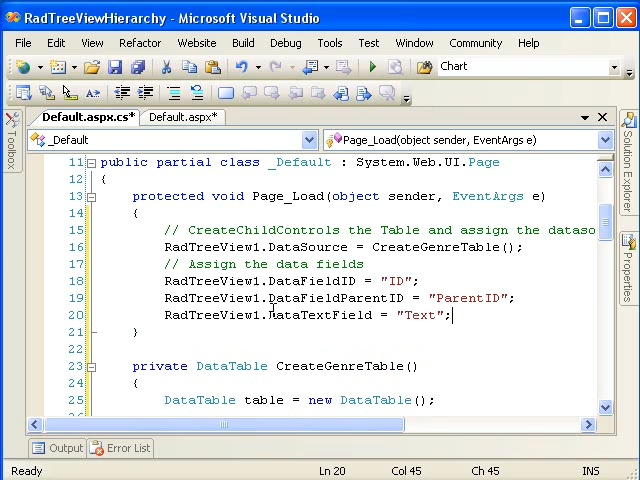 RadTreeViewHierarchy - Microsoft Visual Studio
File Edit View Refactor Website Build Debug Tools Test Window Community Help
Chart
Default.aspx.cs* Default.aspx*
_Default Page_Load(object sender, EventArgs e)
11 public partial class _Default : System.Web.UI.Page
12 {
13 protected void Page_Load(object sender, EventArgs e)
14 {
15 // CreateChildControls the Table and assign the dataso
16 RadTreeView1.DataSource = CreateGenreTable();
17 // Assign the data fields
18 RadTreeView1.DataFieldID = "ID";
19 RadTreeView1.DataFieldParentID = "ParentID";
20 RadTreeView1.DataTextField = "Text";
21 }
22
23 private DataTable CreateGenreTable()
24 {
25 DataTable table = new DataTable();
Toolbox
Solution Explorer
Properties
Output Error List
Ready Ln 20 Col 45 Ch 45 INS